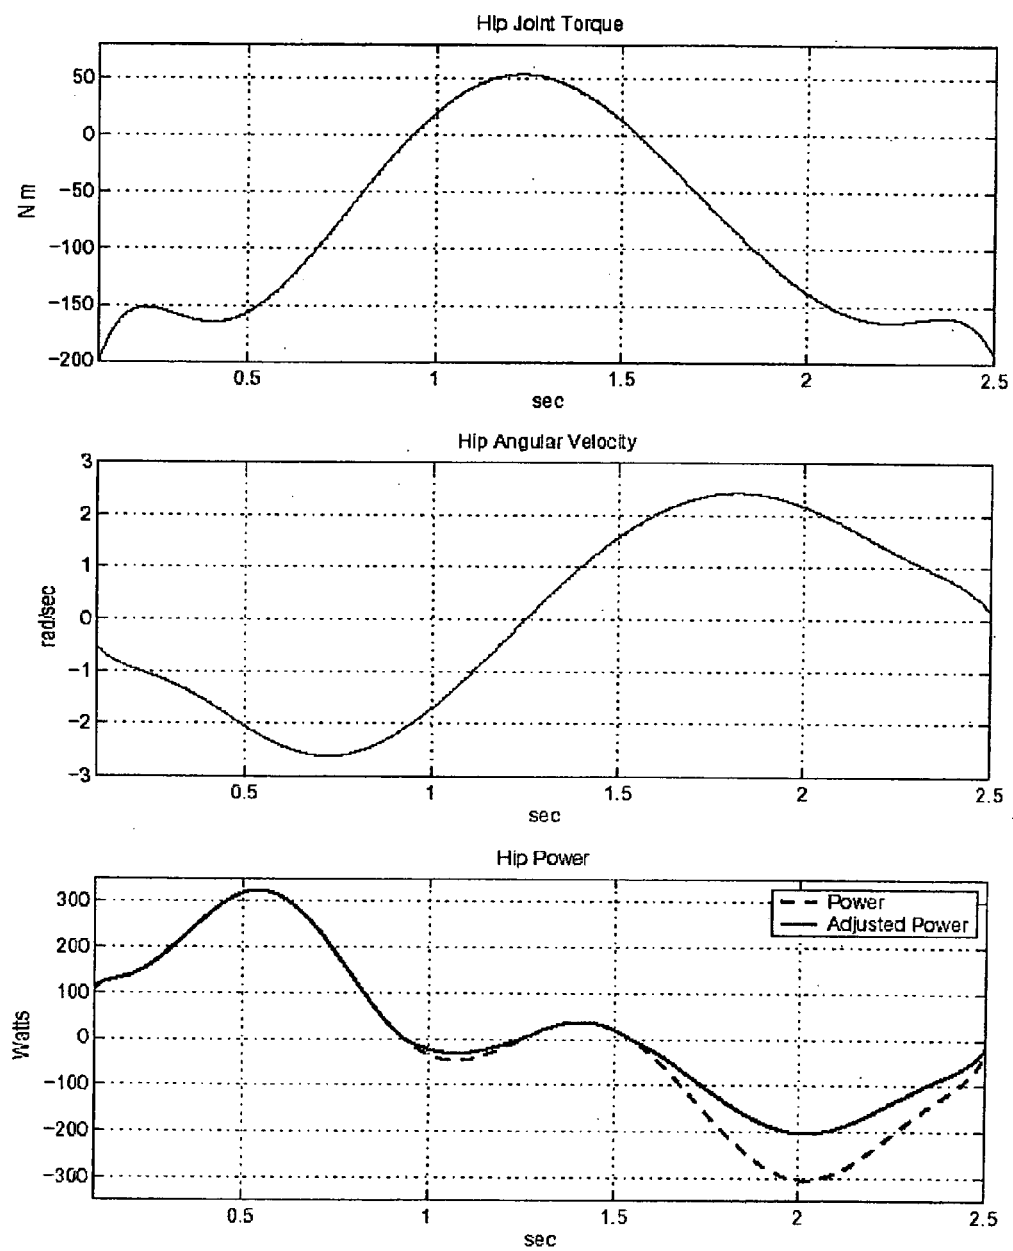 Hip Joint Torque
50
0
−50
−100
−150
−200
N m
0.5 1 1.5 2 2.5
sec
Hip Angular Velocity
3
2
1
0
−1
−2
−3
rad/sec
0.5 1 1.5 2 2.5
sec
Hip Power
300
200
100
0
−100
−200
−300
Watts
Power
Adjusted Power
0.5 1 1.5 2 2.5
sec